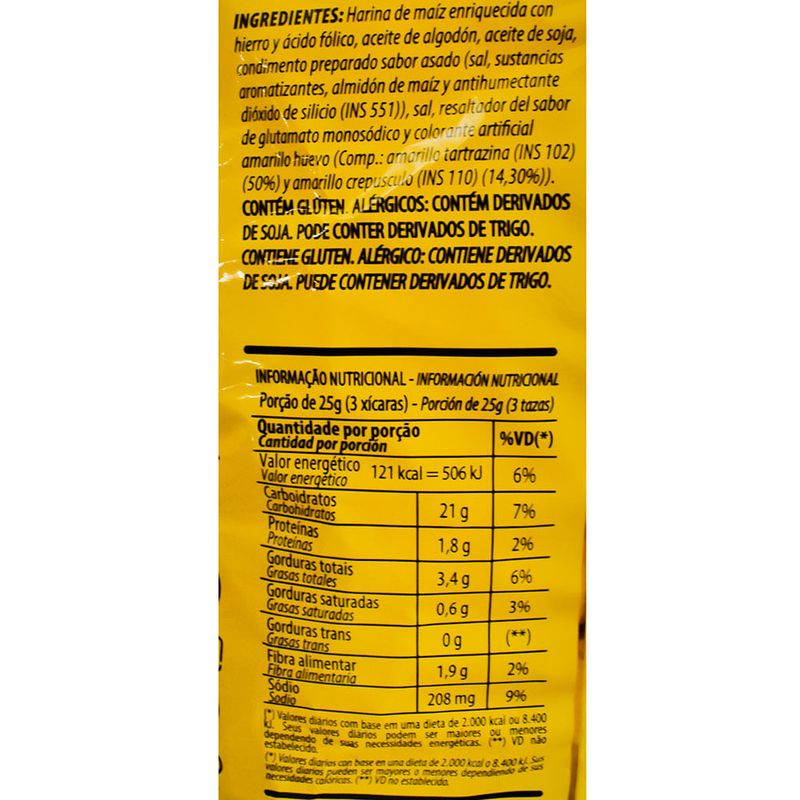 INGREDIENTES: Harina de maíz enriquecida con
hierro y ácido fólico, aceite de algodón, aceite de soja,
condimento preparado sabor asado (sal, sustancias
aromatizantes, almidón de maíz y antihumectante
dióxido de silicio (INS 551)), sal, resaltador del sabor
de glutamato monosódico y colorante artificial
amarillo huevo (Comp.: amarillo tartrazina (INS 102)
(50%) y amarillo crepusculo (INS 110) (14,30%)).
CONTÉM GLÚTEN. ALÉRGICOS: CONTÉM DERIVADOS
DE SOJA. PODE CONTER DERIVADOS DE TRIGO.
CONTIENE GLUTEN. ALÉRGICO: CONTIENE DERIVADOS
DE SOJA. PUEDE CONTENER DERIVADOS DE TRIGO.
INFORMAÇÃO NUTRICIONAL - INFORMACIÓN NUTRICIONAL
Porção de 25g (3 xícaras) - Porción de 25g (3 tazas)
Quantidade por porção %VD(*)
Cantidad por porción
Valor energético 121 kcal = 506 kJ 6%
Valor energético
Carboidratos 21 g 7%
Carbohidratos
Proteínas 1,8 g 2%
Proteinas
Gorduras totais 3,4 g 6%
Grasas totales
Gorduras saturadas 0,6 g 3%
Grasas saturadas
Gorduras trans 0 g (**)
Grasas trans
Fibra alimentar 1,9 g 2%
Fibra alimentaria
Sódio 208 mg 9%
Sodio
(*) Valores diários com base em uma dieta de 2.000 kcal ou 8.400
kJ. Seus valores diários podem ser maiores ou menores
dependendo de suas necessidades energéticas. (**) VD não
estabelecido.
(*) Valores diarios con base en una dieta de 2.000 kcal o 8.400 kJ. Sus
valores diarios pueden ser mayores o menores dependiendo de sus
necesidades calóricas. (**) VD no establecido.